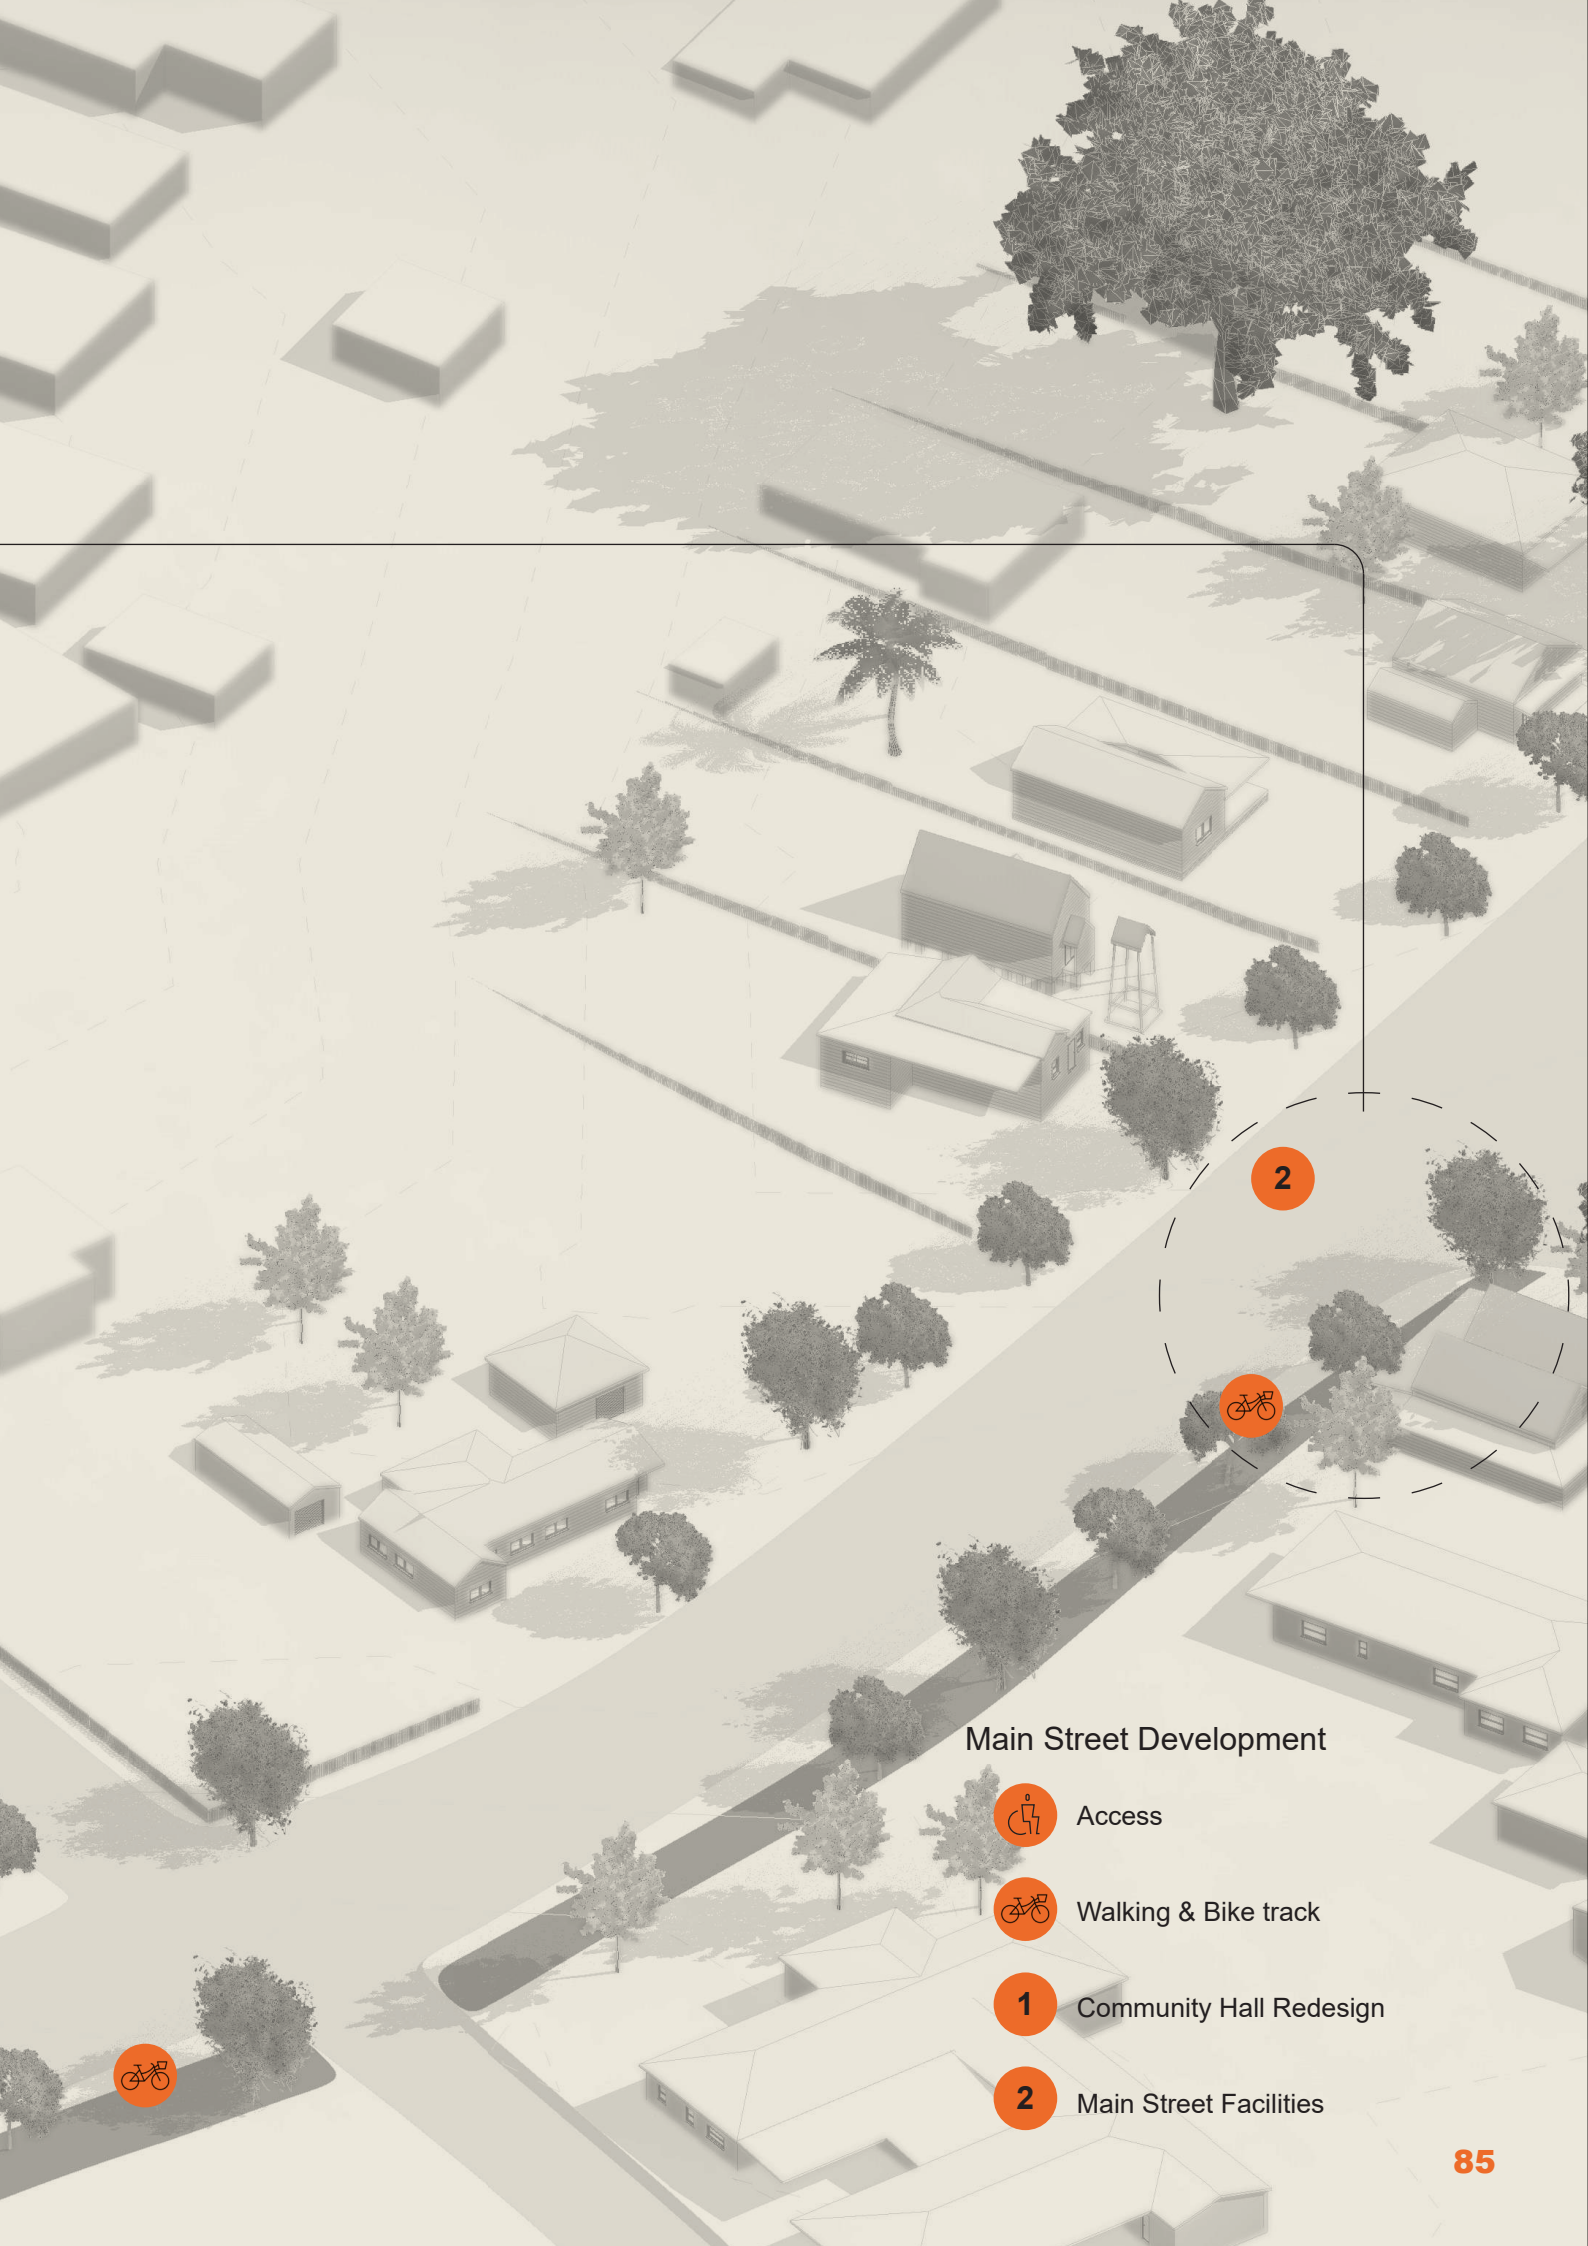 2
Main Street Development
Access
Walking & Bike track
1 Community Hall Redesign
2 Main Street Facilities
85